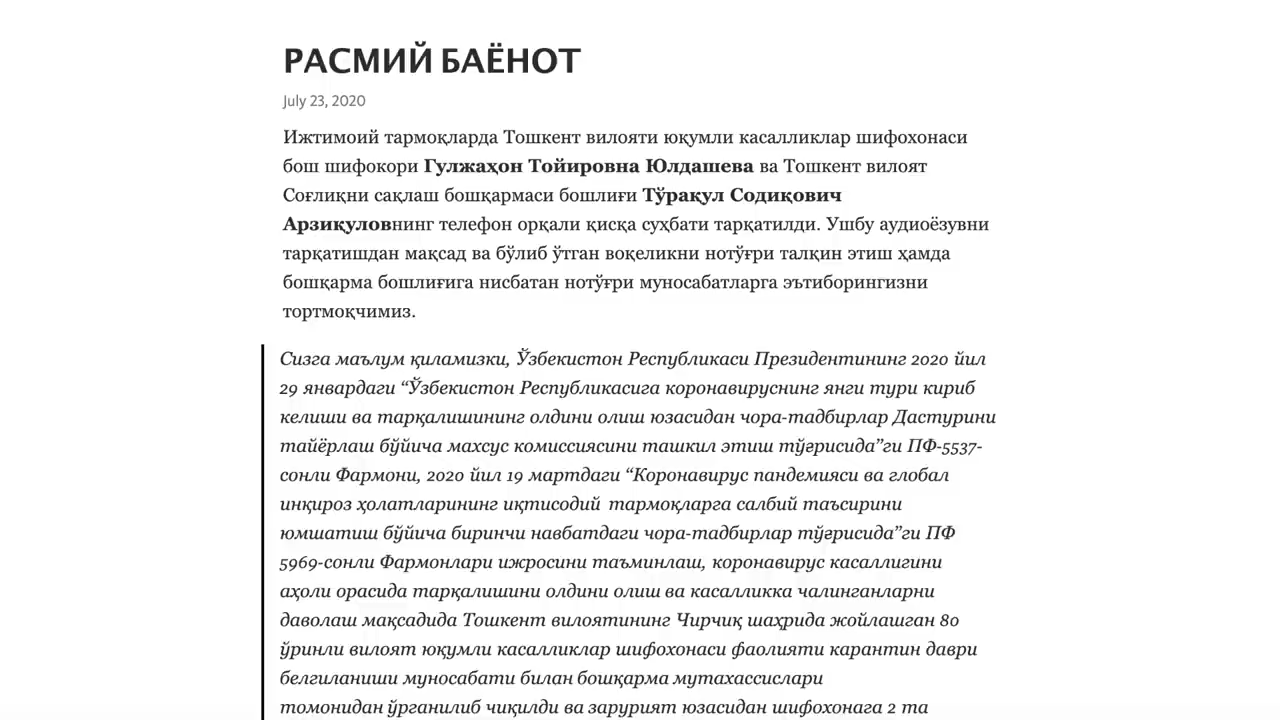 РАСМИЙ БАЁНОТ
July 23, 2020
Ижтимоий тармоқларда Тошкент вилояти юқумли касалликлар шифохонаси
бош шифокори Гулжаҳон Тойировна Юлдашева ва Тошкент вилоят
Соғлиқни сақлаш бошқармаси бошлиғи Тўрақул Содиқович
Арзиқуловнинг телефон орқали қисқа суҳбати тарқатилди. Ушбу аудиоёзувни
тарқатишдан мақсад ва бўлиб ўтган воқеликни нотўғри талқин этиш ҳамда
бошқарма бошлиғига нисбатан нотўғри муносабатларга эътиборингизни
тортмоқчимиз.
Сизга маълум қиламизки, Ўзбекистон Республикаси Президентининг 2020 йил
29 январдаги “Ўзбекистон Республикасига коронавируснинг янги тури кириб
келиши ва тарқалишининг олдини олиш юзасидан чора-тадбирлар Дастурини
тайёрлаш бўйича махсус комиссиясини ташкил этиш тўғрисида”ги ПФ-5537-
сонли Фармони, 2020 йил 19 мартдаги “Коронавирус пандемияси ва глобал
инқироз ҳолатларининг иқтисодий тармоқларга салбий таъсирини
юмшатиш бўйича биринчи навбатдаги чора-тадбирлар тўғрисида”ги ПФ
5969-сонли Фармонлари ижросини таъминлаш, коронавирус касаллигини
аҳоли орасида тарқалишини олдини олиш ва касалликка чалинганларни
даволаш мақсадида Тошкент вилоятининг Чирчиқ шаҳрида жойлашган 80
ўринли вилоят юқумли касалликлар шифохонаси фаолияти карантин даври
белгиланиши муносабати билан бошқарма мутахассислари
томонидан ўрганилиб чиқилди ва зарурият юзасидан шифохонага 2 та